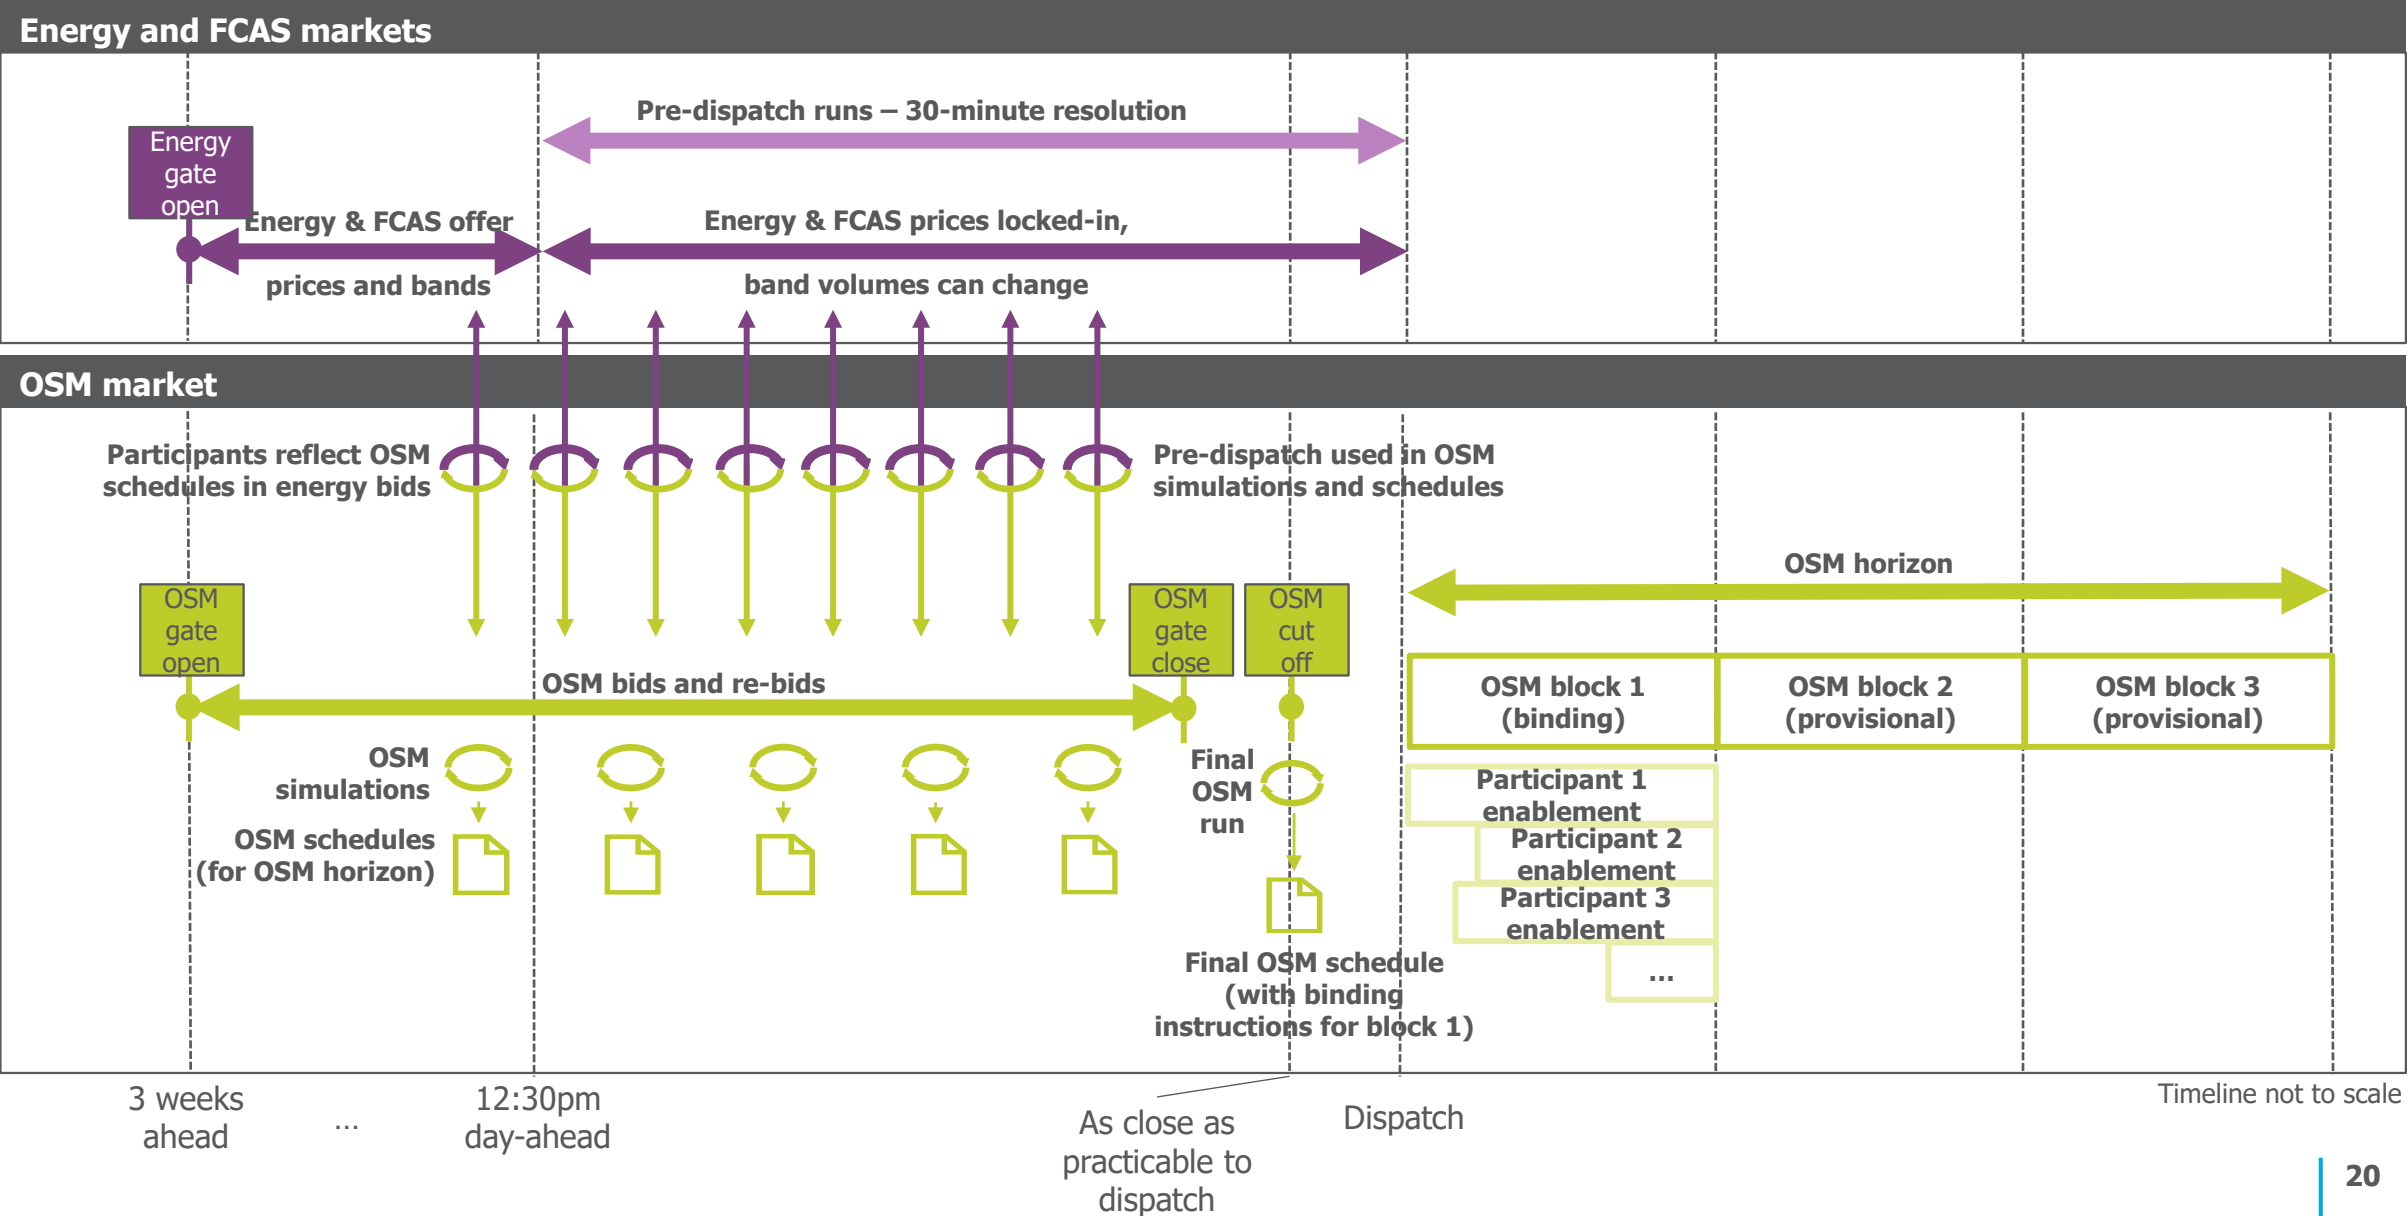 Energy and FCAS markets
Pre-dispatch runs – 30-minute resolution
Energy
gate
open
Energy & FCAS offer
prices and bands
Energy & FCAS prices locked-in,
band volumes can change
OSM market
Participants reflect OSM
schedules in energy bids
Pre-dispatch used in OSM
simulations and schedules
OSM horizon
OSM
gate
open
OSM bids and re-bids
OSM
gate
close
OSM
cut
off
OSM block 1
(binding)
OSM block 2
(provisional)
OSM block 3
(provisional)
OSM
simulations
Final
OSM
run
OSM schedules
(for OSM horizon)
Participant 1
enablement
Participant 2
enablement
Participant 3
enablement
...
Final OSM schedule
(with binding
instructions for block 1)
3 weeks
ahead
...
12:30pm
day-ahead
As close as
practicable to
dispatch
Dispatch
Timeline not to scale
20